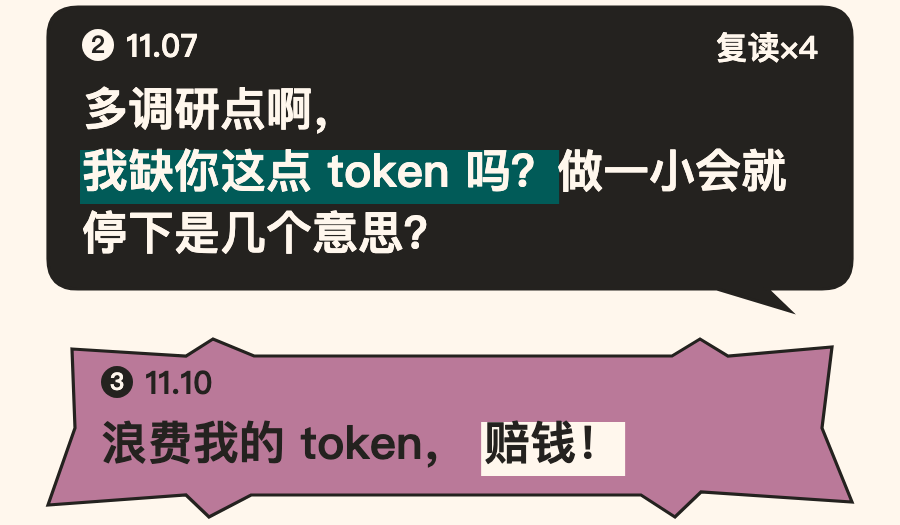 2 11.07 复读×4
多调研点啊，
我缺你这点 token 吗？做一小会就
停下是几个意思？
3 11.10
浪费我的 token， 赔钱！